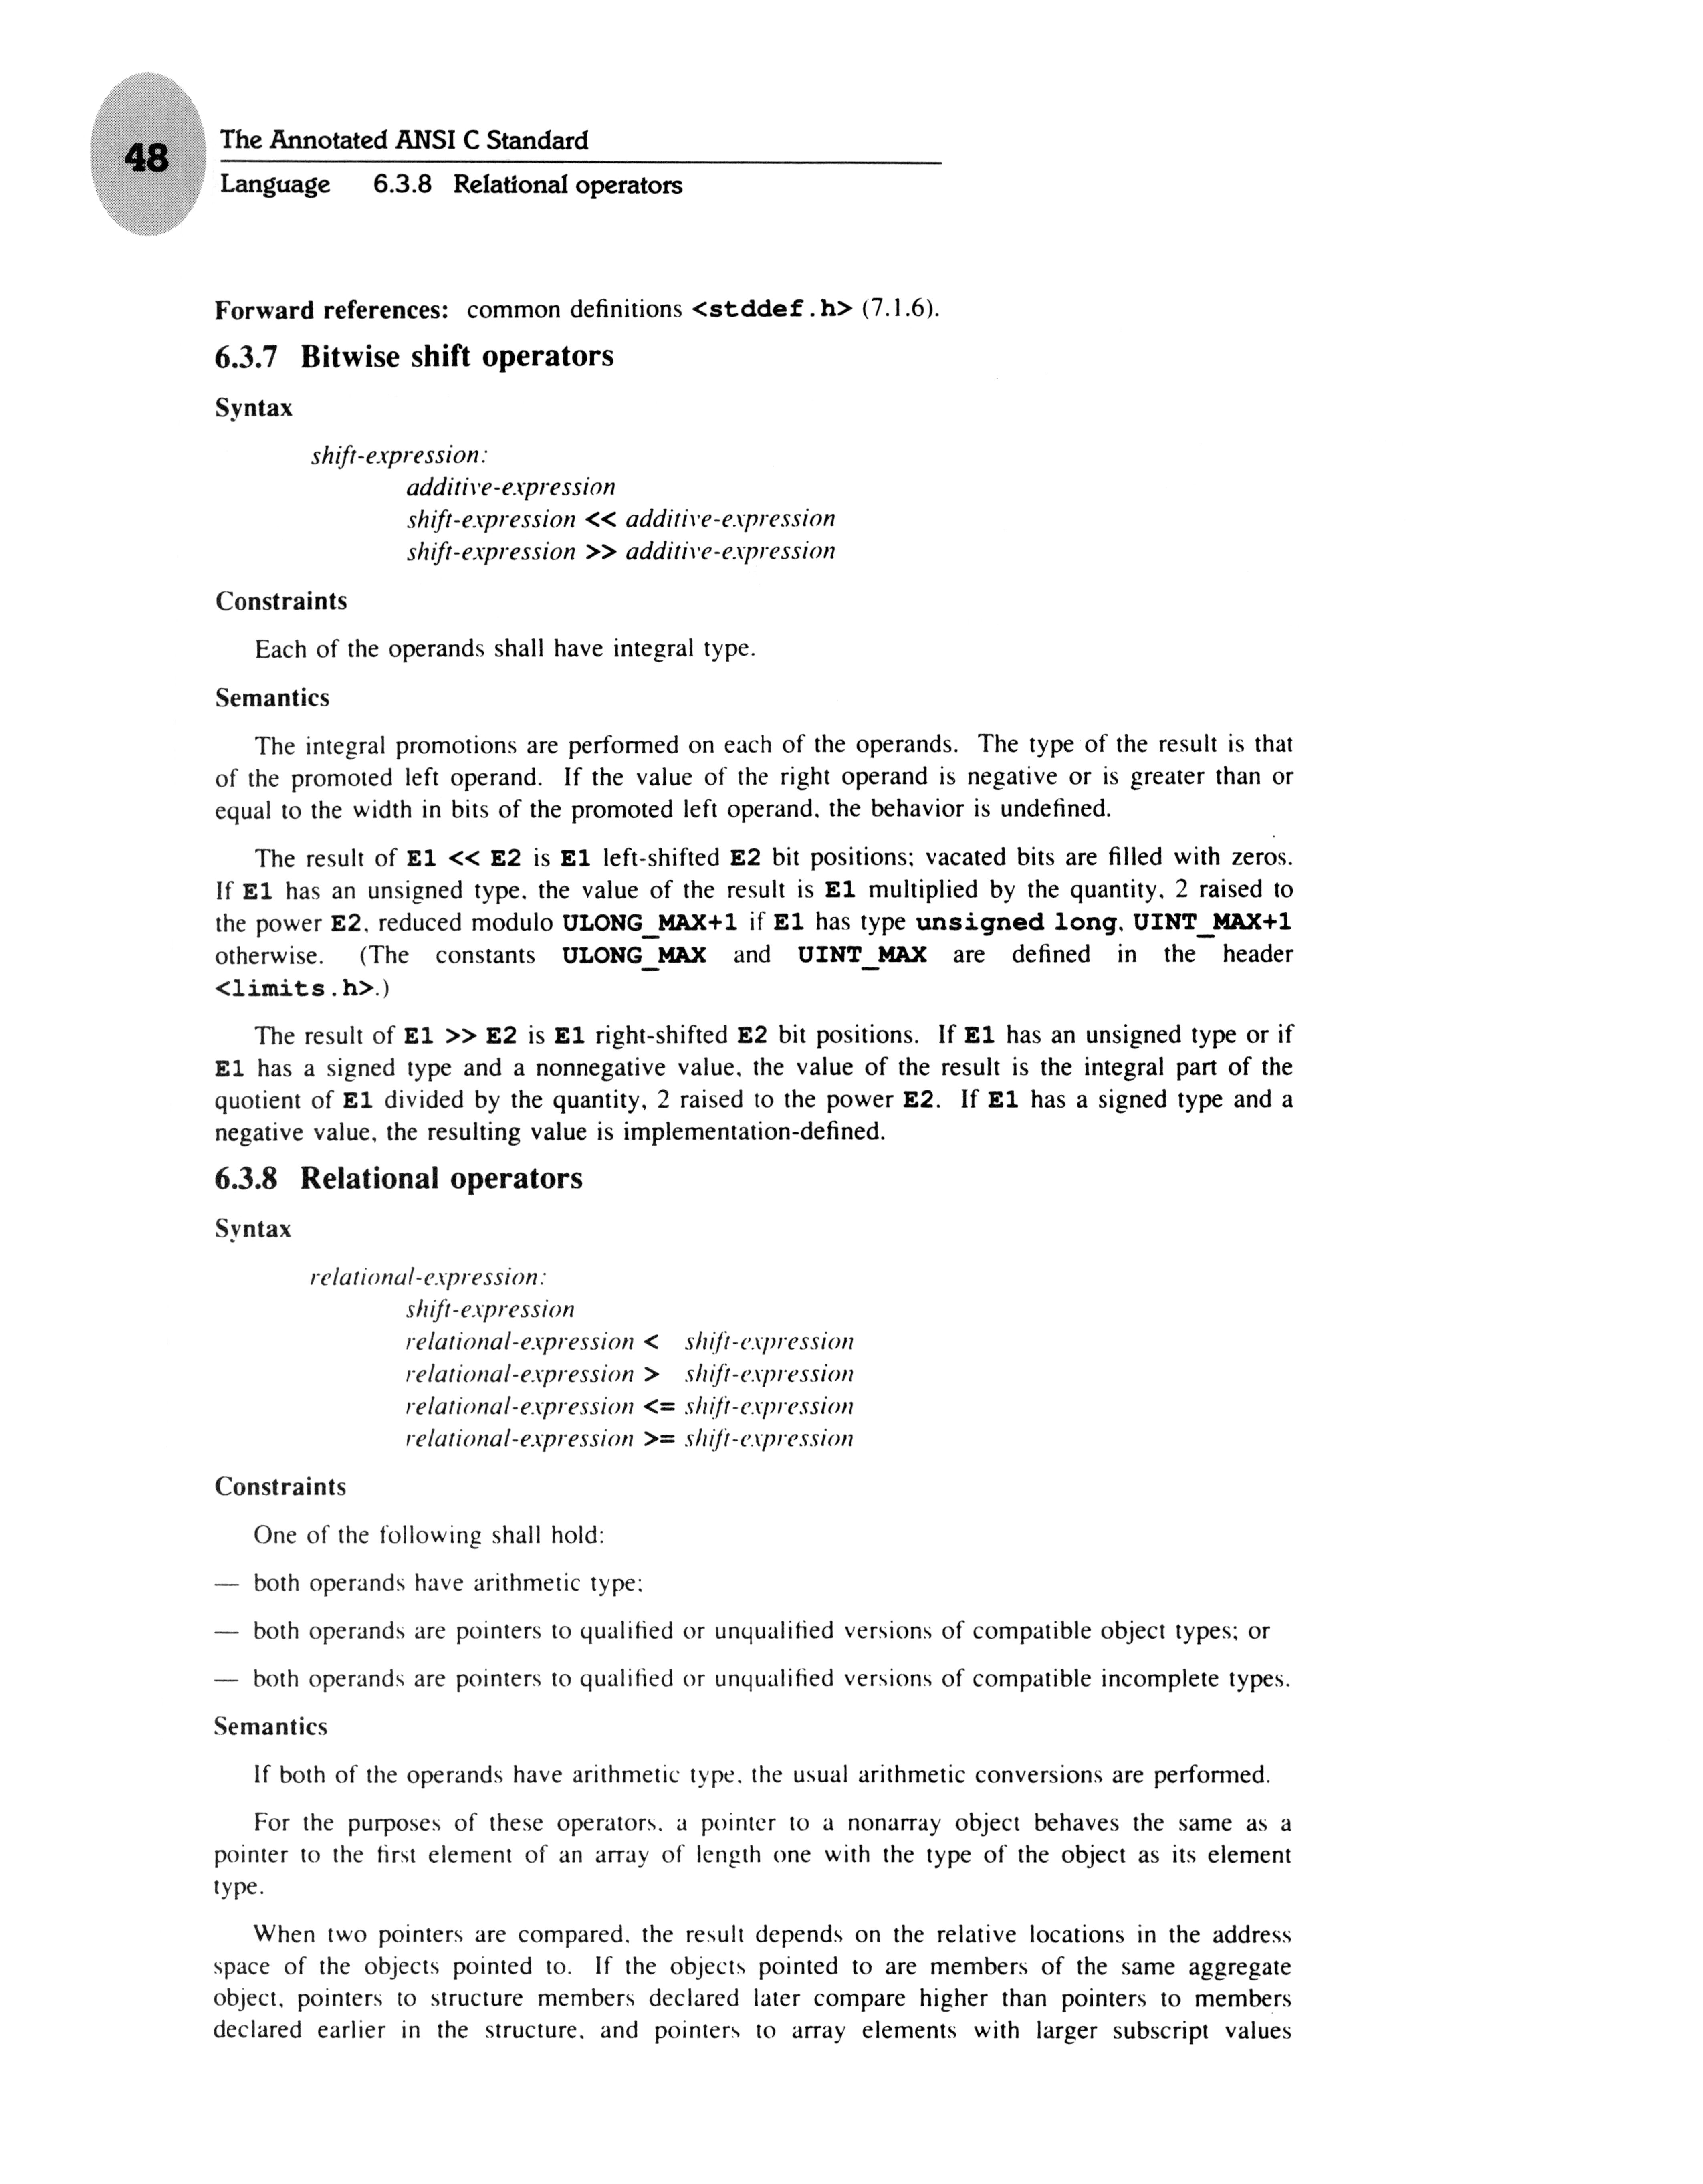 48
The Annotated ANSI C Standard
Language 6.3.8 Relational operators
Forward references: common definitions <stddef.h> (7.1.6).
6.3.7 Bitwise shift operators
Syntax
shift-expression:
additive-expression
shift-expression << additive-expression
shift-expression >> additive-expression
Constraints
Each of the operands shall have integral type.
Semantics
The integral promotions are performed on each of the operands. The type of the result is that
of the promoted left operand. If the value of the right operand is negative or is greater than or
equal to the width in bits of the promoted left operand, the behavior is undefined.
The result of E1 << E2 is E1 left-shifted E2 bit positions; vacated bits are filled with zeros.
If E1 has an unsigned type, the value of the result is E1 multiplied by the quantity, 2 raised to
the power E2, reduced modulo ULONG_MAX+1 if E1 has type unsigned long, UINT_MAX+1
otherwise. (The constants ULONG_MAX and UINT_MAX are defined in the header
<limits.h>.)
The result of E1 >> E2 is E1 right-shifted E2 bit positions. If E1 has an unsigned type or if
E1 has a signed type and a nonnegative value, the value of the result is the integral part of the
quotient of E1 divided by the quantity, 2 raised to the power E2. If E1 has a signed type and a
negative value, the resulting value is implementation-defined.
6.3.8 Relational operators
Syntax
relational-expression:
shift-expression
relational-expression < shift-expression
relational-expression > shift-expression
relational-expression <= shift-expression
relational-expression >= shift-expression
Constraints
One of the following shall hold:
— both operands have arithmetic type;
— both operands are pointers to qualified or unqualified versions of compatible object types; or
— both operands are pointers to qualified or unqualified versions of compatible incomplete types.
Semantics
If both of the operands have arithmetic type, the usual arithmetic conversions are performed.
For the purposes of these operators, a pointer to a nonarray object behaves the same as a
pointer to the first element of an array of length one with the type of the object as its element
type.
When two pointers are compared, the result depends on the relative locations in the address
space of the objects pointed to. If the objects pointed to are members of the same aggregate
object, pointers to structure members declared later compare higher than pointers to members
declared earlier in the structure, and pointers to array elements with larger subscript values